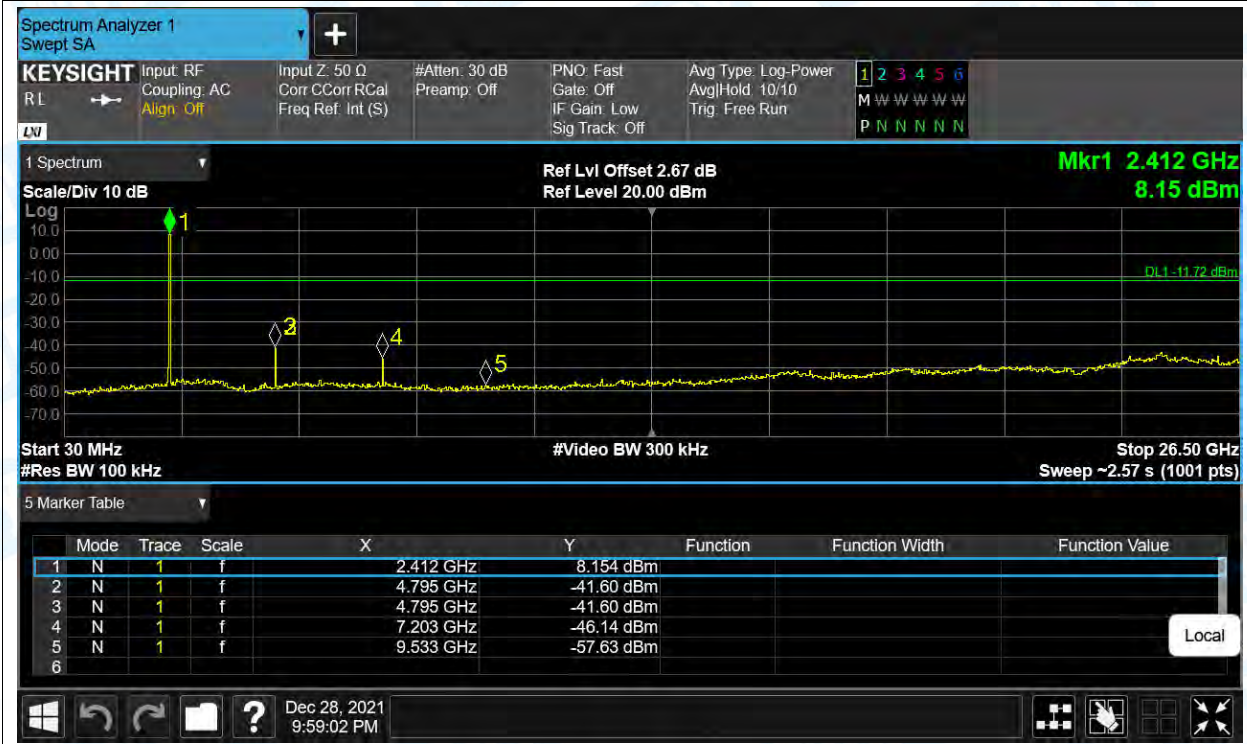 Spectrum Analyzer 1
Swept SA
+
KEYSIGHT Input: RF Input Z: 50 Ω #Atten: 30 dB PNO: Fast Avg Type: Log-Power 1 2 3 4 5 6
RL Coupling: AC Corr CCorr RCal Preamp: Off Gate: Off Avg|Hold: 10/10 M W W W W W W
Align: Off Freq Ref: Int (S) IF Gain: Low Trig: Free Run
LXI Sig Track: Off P N N N N N N
1 Spectrum Ref Lvl Offset 2.67 dB Mkr1 2.412 GHz
Scale/Div 10 dB Ref Level 20.00 dBm 8.15 dBm
Log
1
10.0
0.00
-10.0 DL1 -11.72 dBm
-20.0
-30.0 2 3
-40.0 4
-50.0 5
-60.0
-70.0
Start 30 MHz #Video BW 300 kHz Stop 26.50 GHz
#Res BW 100 kHz Sweep ~2.57 s (1001 pts)
5 Marker Table
Mode Trace Scale X Y Function Function Width Function Value
1 N 1 f 2.412 GHz 8.154 dBm
2 N 1 f 4.795 GHz -41.60 dBm
3 N 1 f 4.795 GHz -41.60 dBm
4 N 1 f 7.203 GHz -46.14 dBm
5 N 1 f 9.533 GHz -57.63 dBm
6
Local
? Dec 28, 2021
9:59:02 PM